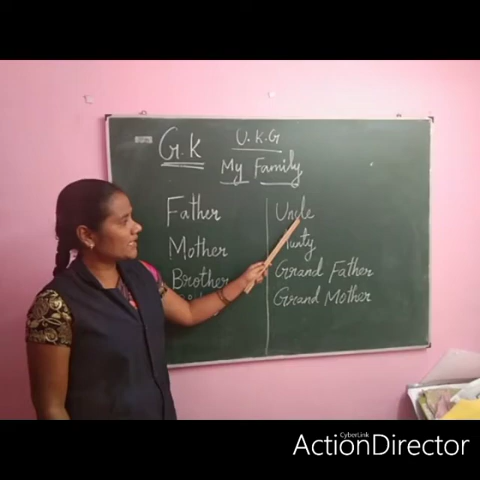 G.K
U.K.G
My Family
Father
Mother
Brother
Uncle
Aunty
Grand Father
Grand Mother
CyberLink
ActionDirector